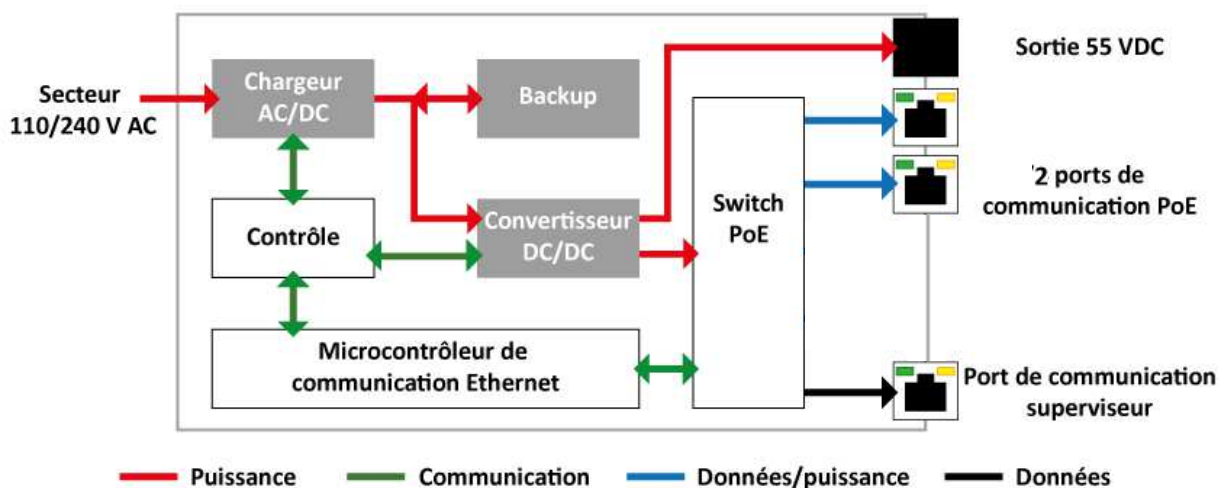 Secteur
110/240 V AC
Chargeur
AC/DC
Backup
Sortie 55 VDC
Contrôle
Convertisseur
DC/DC
Switch
PoE
'2 ports de
communication PoE
Microcontrôleur de
communication Ethernet
Port de communication
superviseur
Puissance
Communication
Données/puissance
Données